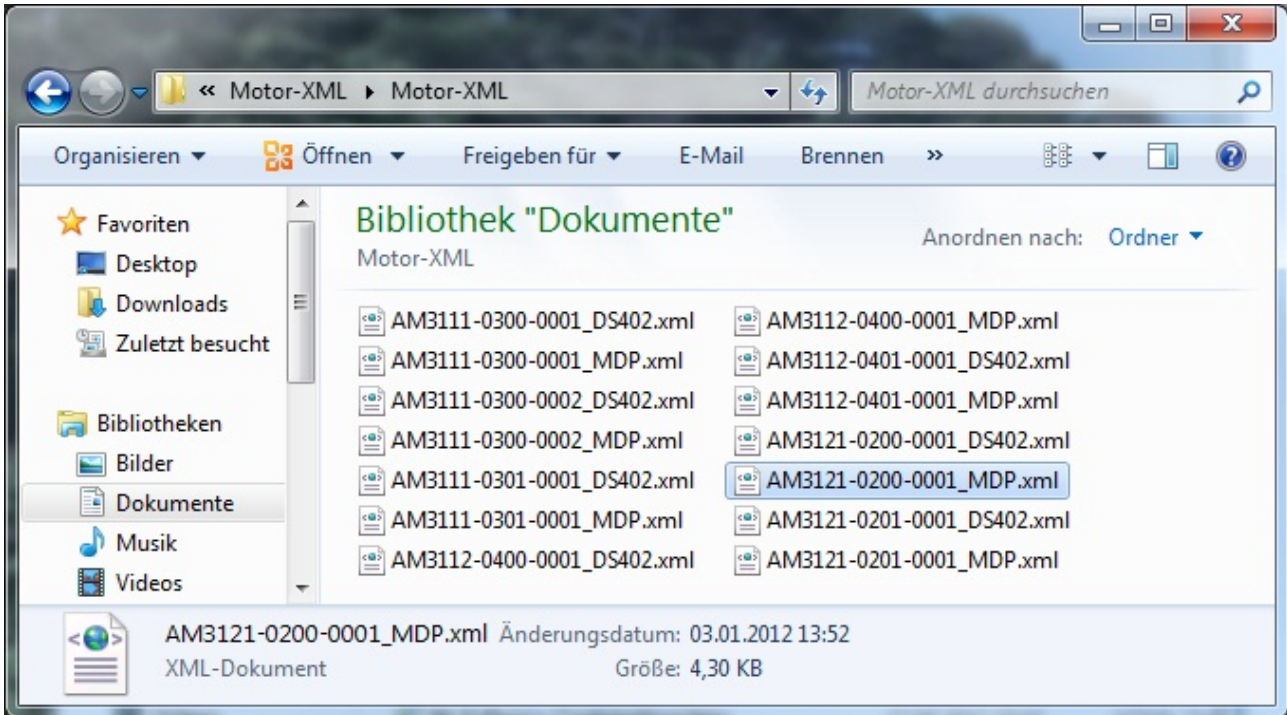 « Motor-XML ▸ Motor-XML
Motor-XML durchsuchen
Organisieren Öffnen Freigeben für E-Mail Brennen »
Favoriten
Desktop
Downloads
Zuletzt besucht
Bibliotheken
Bilder
Dokumente
Musik
Videos
Bibliothek "Dokumente"
Motor-XML
Anordnen nach: Ordner
AM3111-0300-0001_DS402.xml
AM3111-0300-0001_MDP.xml
AM3111-0300-0002_DS402.xml
AM3111-0300-0002_MDP.xml
AM3111-0301-0001_DS402.xml
AM3111-0301-0001_MDP.xml
AM3112-0400-0001_DS402.xml
AM3112-0400-0001_MDP.xml
AM3112-0401-0001_DS402.xml
AM3112-0401-0001_MDP.xml
AM3121-0200-0001_DS402.xml
AM3121-0200-0001_MDP.xml
AM3121-0201-0001_DS402.xml
AM3121-0201-0001_MDP.xml
AM3121-0200-0001_MDP.xml Änderungsdatum: 03.01.2012 13:52
XML-Dokument Größe: 4,30 KB